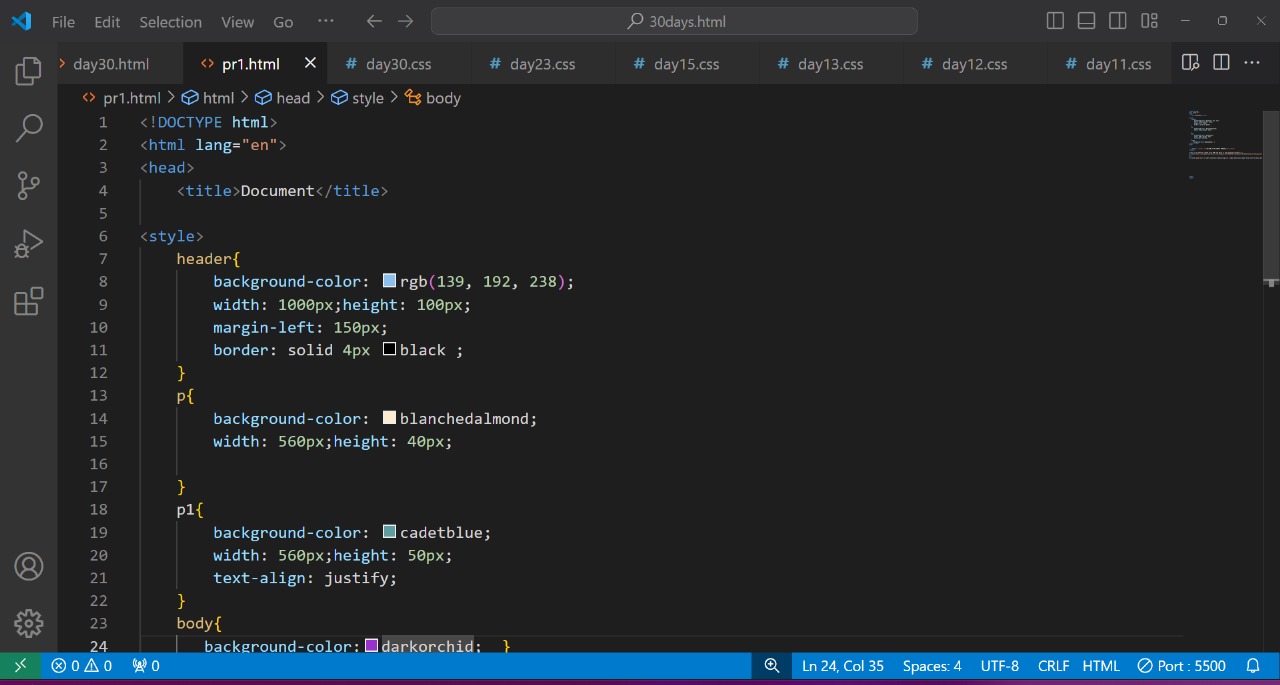 File Edit Selection View Go ··· 30days.html
day30.html pr1.html day30.css day23.css day15.css day13.css day12.css day11.css
pr1.html > html > head > style > body
1 <!DOCTYPE html>
2 <html lang="en">
3 <head>
4 <title>Document</title>
5
6 <style>
7 header{
8 background-color: rgb(139, 192, 238);
9 width: 1000px;height: 100px;
10 margin-left: 150px;
11 border: solid 4px black ;
12 }
13 p{
14 background-color: blanchedalmond;
15 width: 560px;height: 40px;
16
17 }
18 p1{
19 background-color: cadetblue;
20 width: 560px;height: 50px;
21 text-align: justify;
22 }
23 body{
24 background-color: darkorchid; }
0 0 0 Ln 24, Col 35 Spaces: 4 UTF-8 CRLF HTML Port : 5500